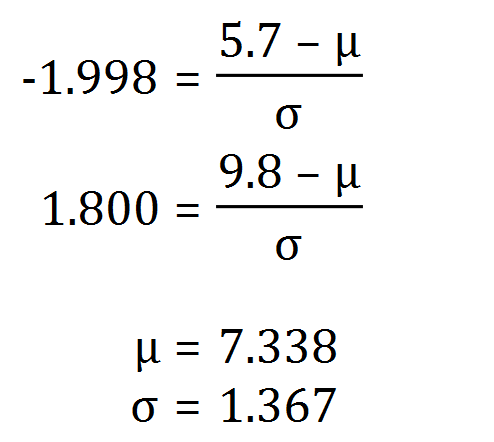 -1.998 = (5.7 – μ) / σ
1.800 = (9.8 – μ) / σ
μ = 7.338
σ = 1.367